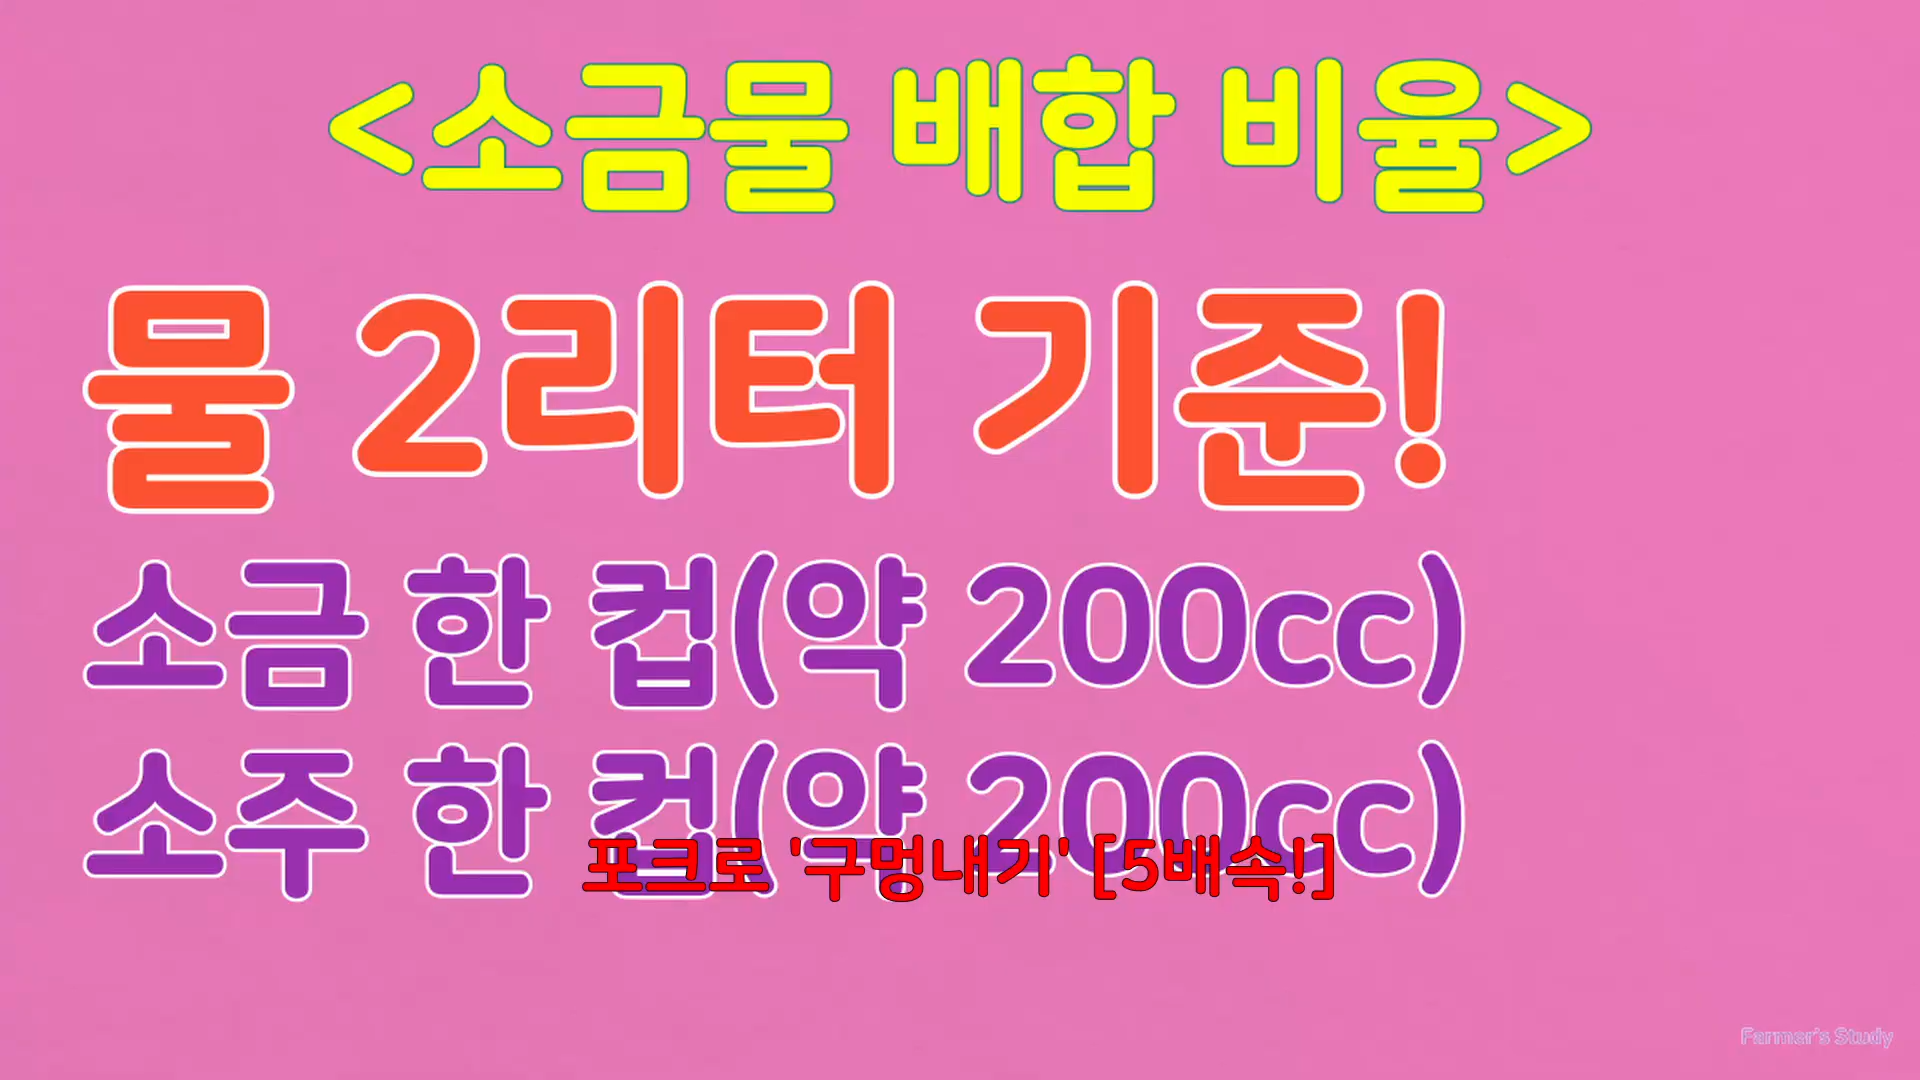 <소금물 배합 비율>
물 2리터 기준!
소금 한 컵(약 200cc)
소주 한 컵(약 200cc)
포크로 '구멍내기' [5배속!]
Farmer's Study